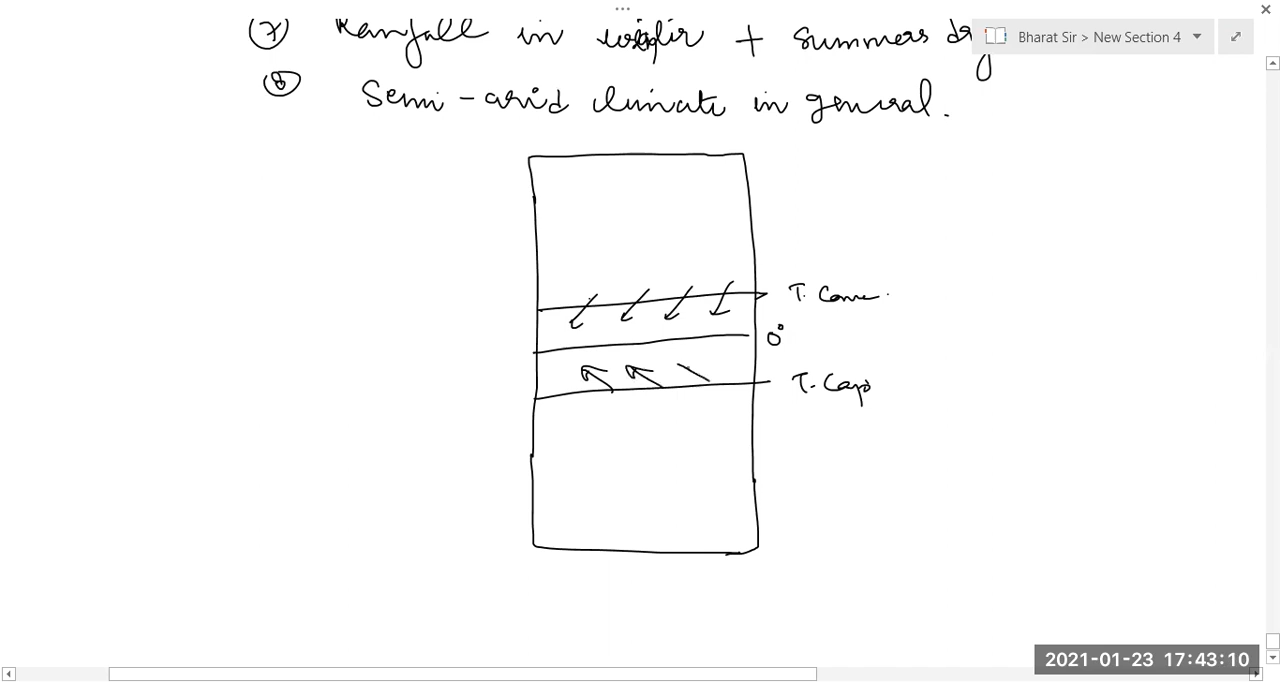 ⑦ Rainfall in winter + summers dry
Bharat Sir > New Section 4
⑧ Semi-arid climate in general.
T. Canc.
0°
T. Cap
2021-01-23 17:43:10